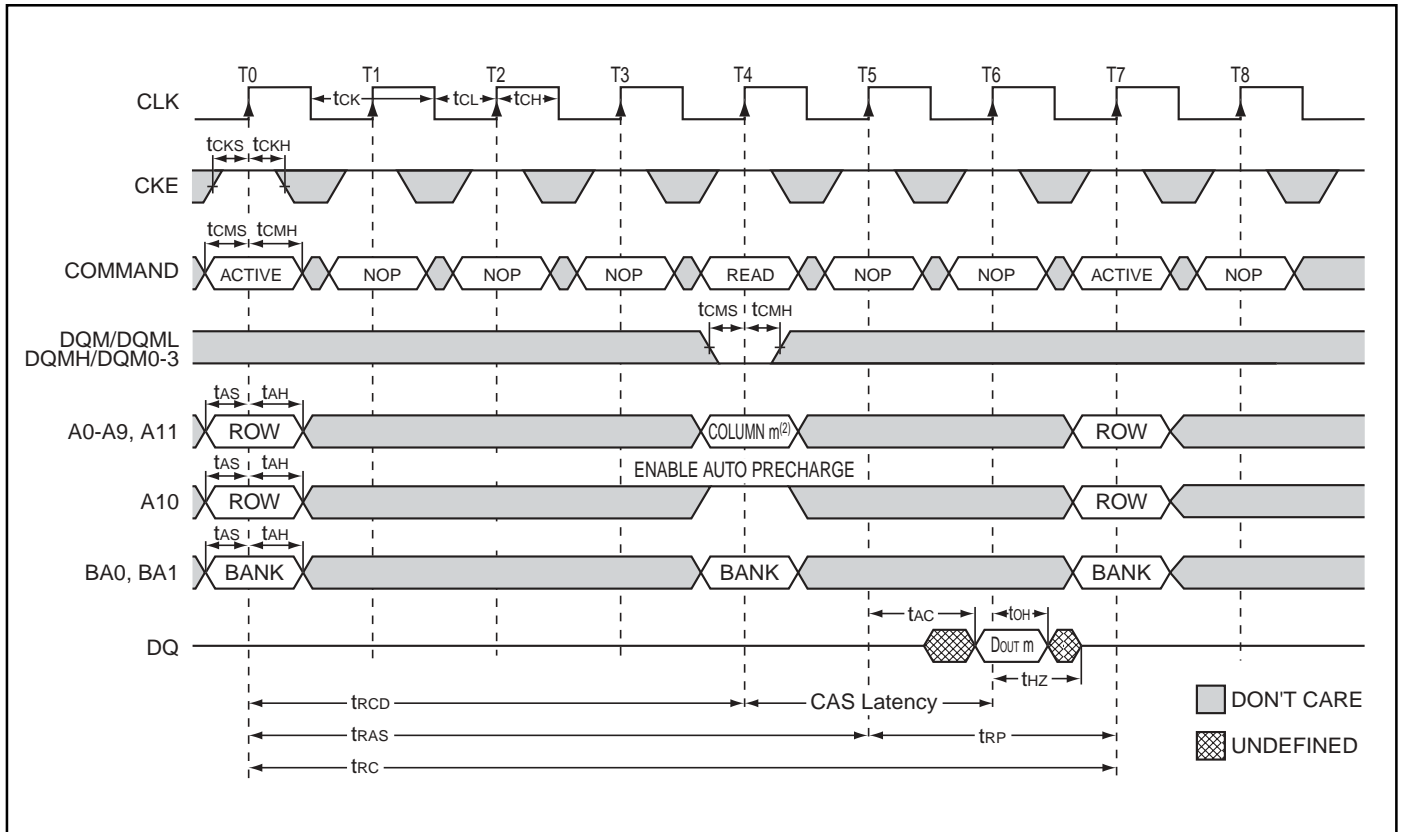 T0 T1 T2 T3 T4 T5 T6 T7 T8
CLK tCK tCL tCH
tCKS tCKH
CKE
tCMS tCMH
COMMAND ACTIVE NOP NOP NOP READ NOP NOP ACTIVE NOP
tCMS tCMH
DQM/DQML
DQMH/DQM0-3
tAS tAH
A0-A9, A11 ROW COLUMN m(2) ROW
tAS tAH ENABLE AUTO PRECHARGE
A10 ROW ROW
tAS tAH
BA0, BA1 BANK BANK BANK
tAC tOH
DQ DOUT m
tHZ
tRCD CAS Latency DON'T CARE
tRAS tRP UNDEFINED
tRC